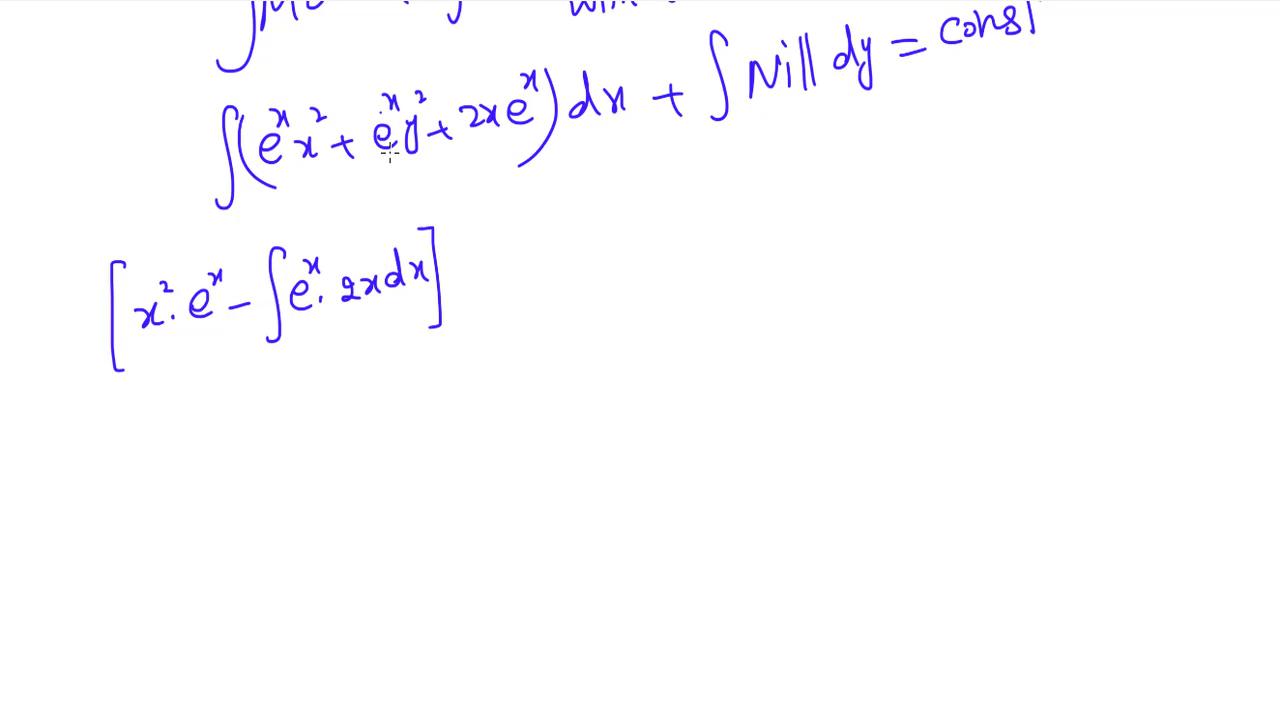 ∫(eˣx² + eˣy² + 2xeˣ) dx + ∫ Nill dy = const
[x². eˣ – ∫eˣ. 2x dx]